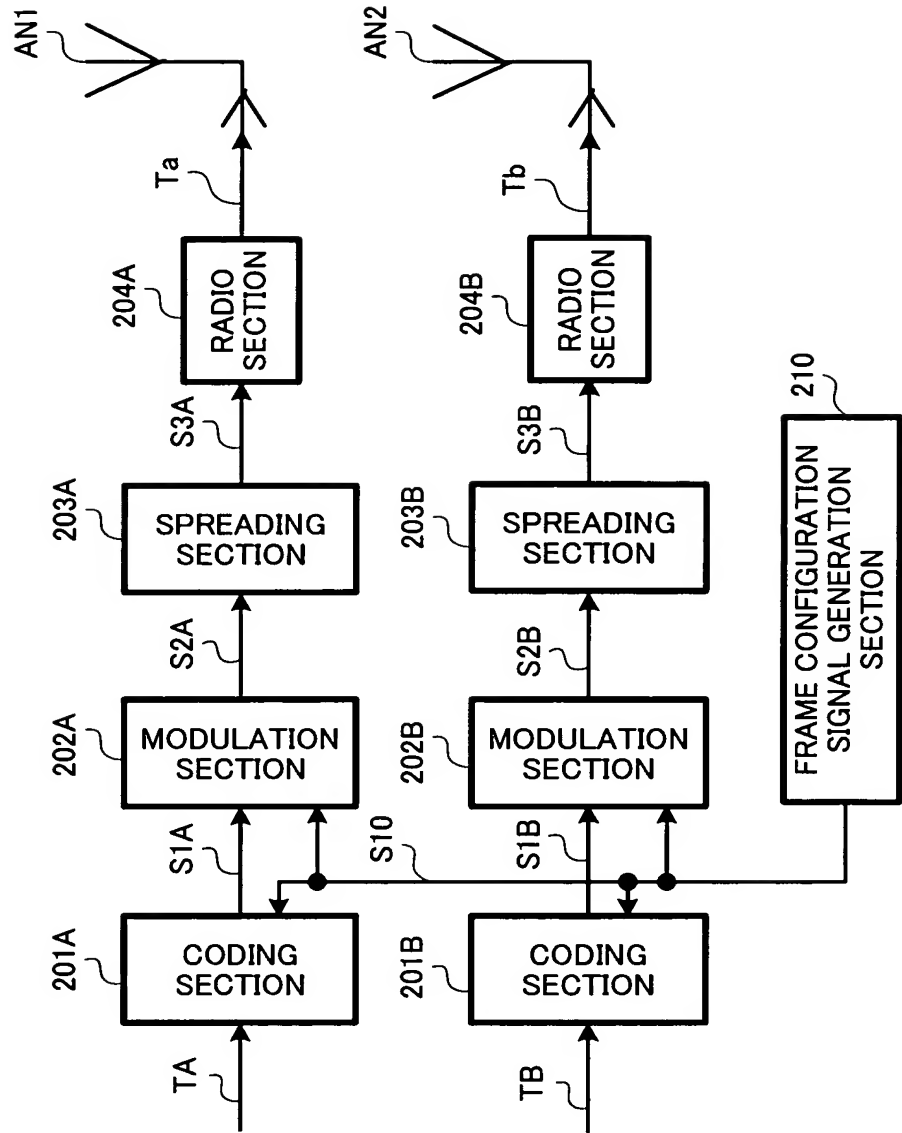 AN1
Ta
204A
RADIO
SECTION
S3A
203A
SPREADING
SECTION
S2A
202A
MODULATION
SECTION
S1A
201A
CODING
SECTION
TA
AN2
Tb
204B
RADIO
SECTION
S3B
203B
SPREADING
SECTION
S2B
202B
MODULATION
SECTION
S1B
S10
201B
CODING
SECTION
TB
210
FRAME CONFIGURATION
SIGNAL GENERATION
SECTION